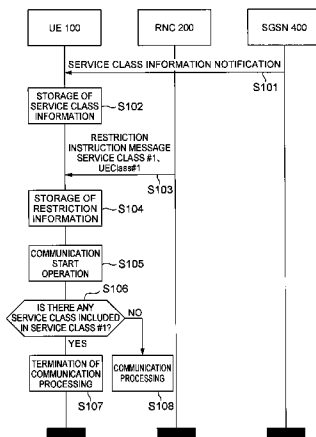 UE 100
RNC 200
SGSN 400
SERVICE CLASS INFORMATION NOTIFICATION
S101
STORAGE OF
SERVICE CLASS
INFORMATION
S102
RESTRICTION
INSTRUCTION MESSAGE
SERVICE CLASS #1、
UEClass#1
S103
STORAGE OF
RESTRICTION
INFORMATION
S104
COMMUNICATION
START
OPERATION
S105
S106
IS THERE ANY
SERVICE CLASS INCLUDED
IN SERVICE CLASS #1?
NO
YES
TERMINATION OF
COMMUNICATION
PROCESSING
S107
COMMUNICATION
PROCESSING
S108